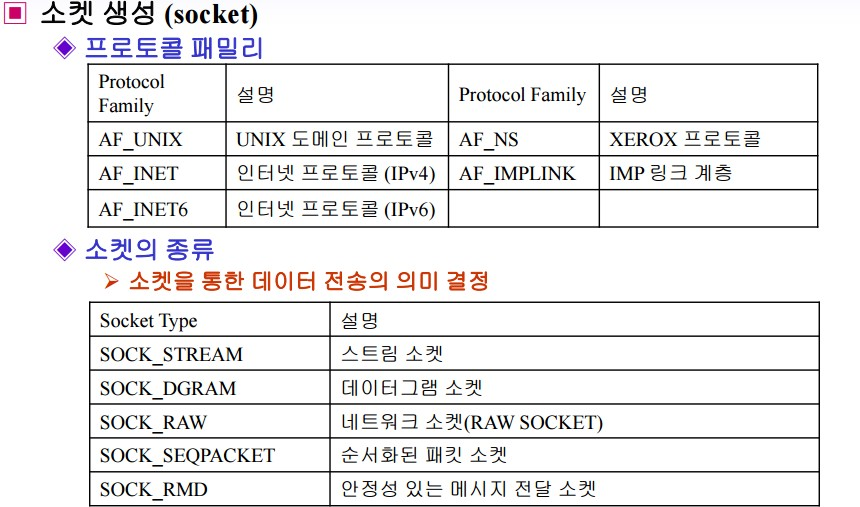 소켓 생성 (socket)
프로토콜 패밀리
Protocol Family 설명 Protocol Family 설명
AF_UNIX UNIX 도메인 프로토콜 AF_NS XEROX 프로토콜
AF_INET 인터넷 프로토콜 (IPv4) AF_IMPLINK IMP 링크 계층
AF_INET6 인터넷 프로토콜 (IPv6)
소켓의 종류
소켓을 통한 데이터 전송의 의미 결정
Socket Type 설명
SOCK_STREAM 스트림 소켓
SOCK_DGRAM 데이터그램 소켓
SOCK_RAW 네트워크 소켓(RAW SOCKET)
SOCK_SEQPACKET 순서화된 패킷 소켓
SOCK_RMD 안정성 있는 메시지 전달 소켓